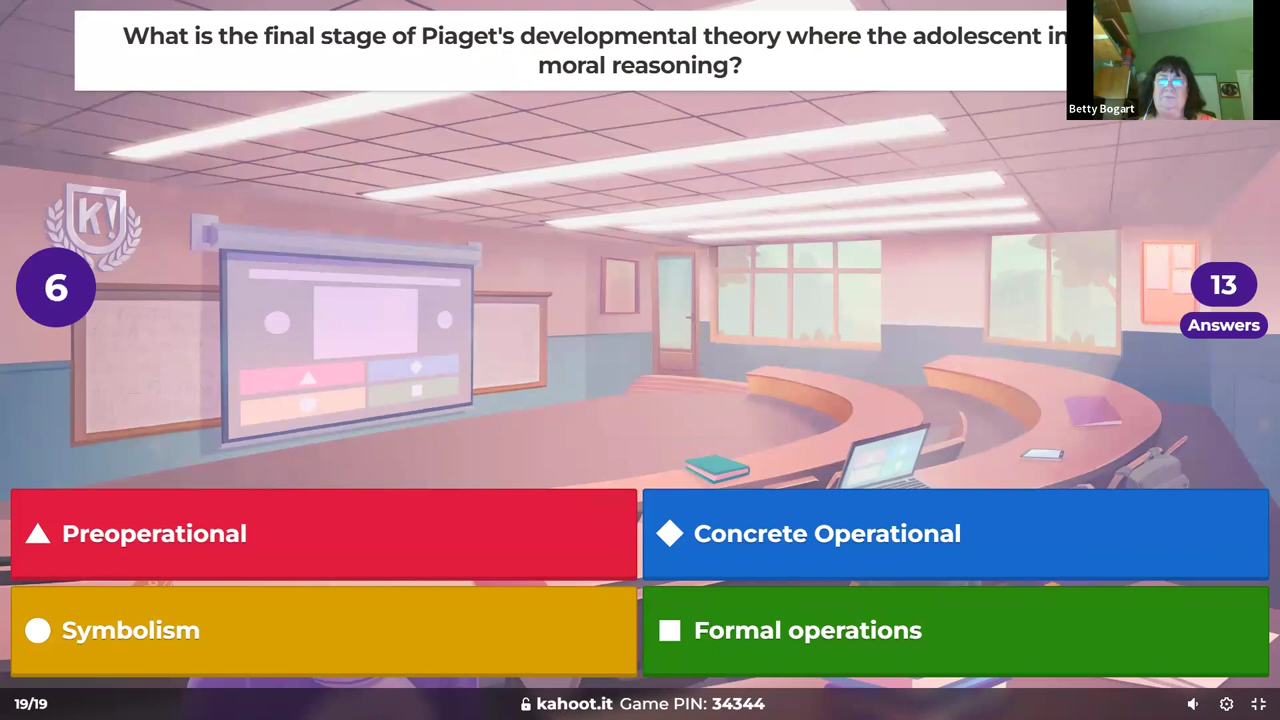 What is the final stage of Piaget's developmental theory where the adolescent in
moral reasoning?
Betty Bogart
K!
6
13
Answers
Preoperational
Concrete Operational
Symbolism
Formal operations
19/19
kahoot.it Game PIN: 34344